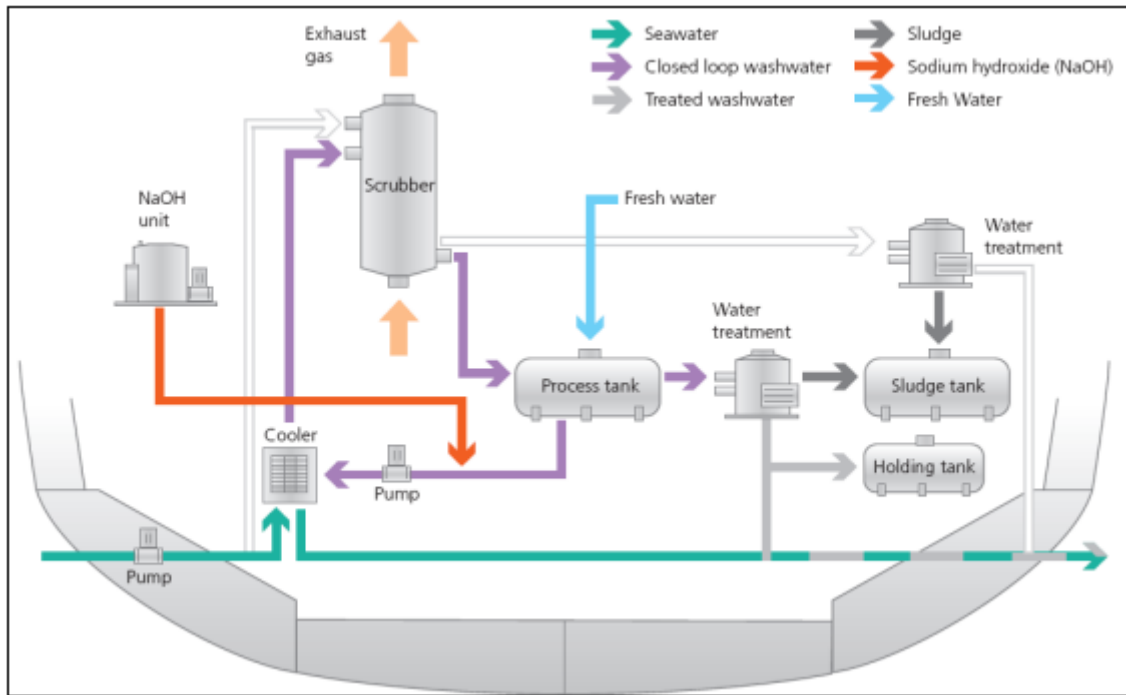 Exhaust
gas
Seawater
Closed loop washwater
Treated washwater
Sludge
Sodium hydroxide (NaOH)
Fresh Water
Scrubber
NaOH
unit
Fresh water
Water
treatment
Water
treatment
Process tank
Sludge tank
Cooler
Pump
Holding tank
Pump